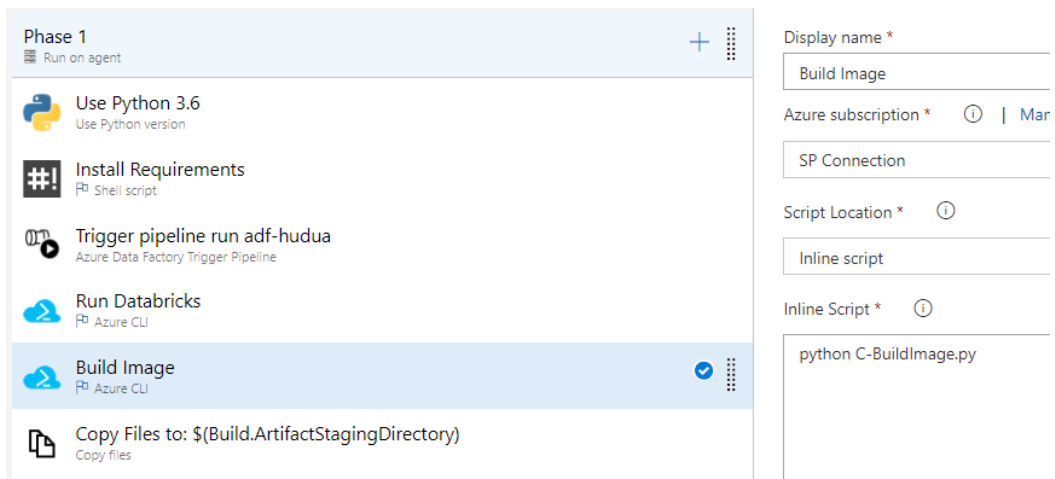 Phase 1
Run on agent
Use Python 3.6
Use Python version
#!
Install Requirements
Shell script
Trigger pipeline run adf-hudua
Azure Data Factory Trigger Pipeline
Run Databricks
Azure CLI
Build Image
Azure CLI
Copy Files to: $(Build.ArtifactStagingDirectory)
Copy files
Display name *
Build Image
Azure subscription * | Mar
SP Connection
Script Location *
Inline script
Inline Script *
python C-BuildImage.py